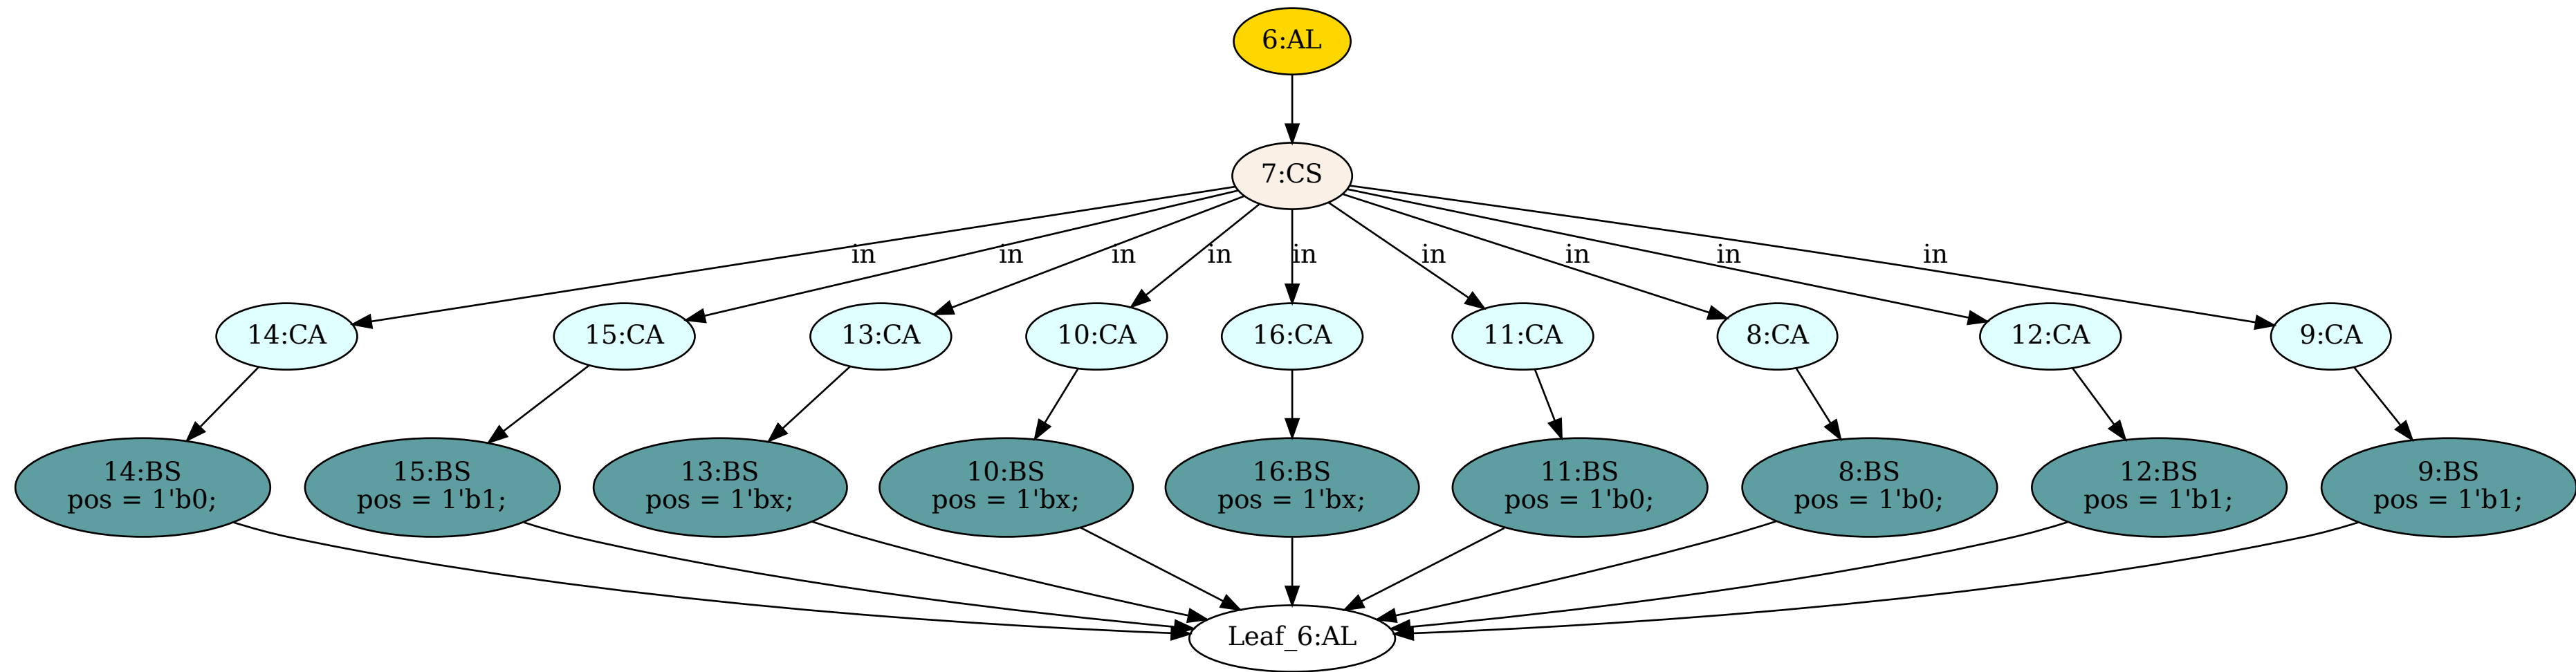 6:AL
7:CS
in in in in in in in in in
14:CA 15:CA 13:CA 10:CA 16:CA 11:CA 8:CA 12:CA 9:CA
14:BS 15:BS 13:BS 10:BS 16:BS 11:BS 8:BS 12:BS 9:BS
pos = 1'b0; pos = 1'b1; pos = 1'bx; pos = 1'bx; pos = 1'bx; pos = 1'b0; pos = 1'b0; pos = 1'b1; pos = 1'b1;
Leaf_6:AL